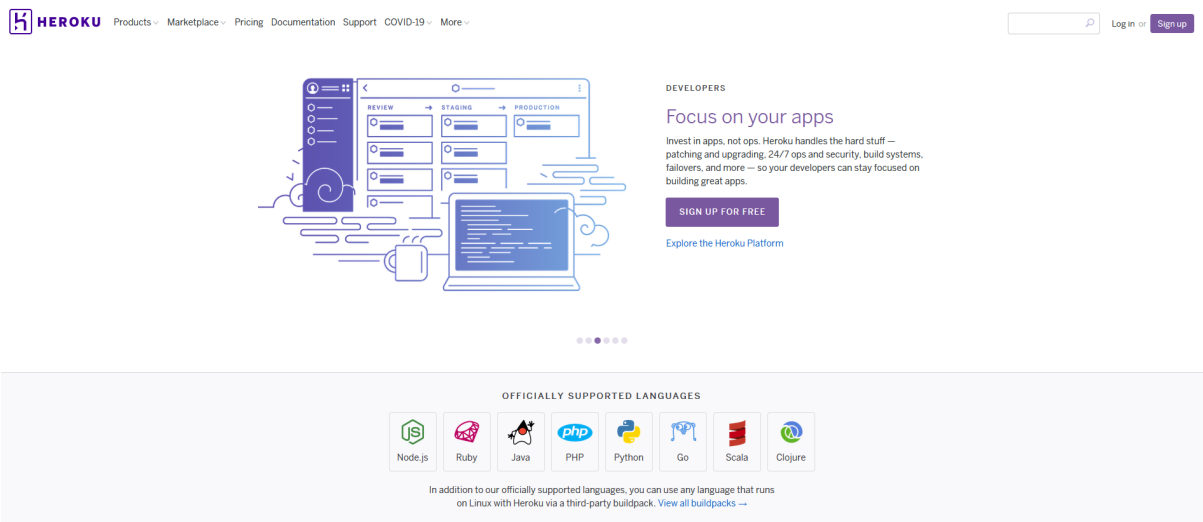 HEROKU Products Marketplace Pricing Documentation Support COVID-19 More Log in or Sign up
REVIEW STAGING PRODUCTION
DEVELOPERS
Focus on your apps
Invest in apps, not ops. Heroku handles the hard stuff —
patching and upgrading, 24/7 ops and security, build systems,
failovers, and more — so your developers can stay focused on
building great apps.
SIGN UP FOR FREE
Explore the Heroku Platform
OFFICIALLY SUPPORTED LANGUAGES
JS php
Node.js Ruby Java PHP Python Go Scala Clojure
In addition to our officially supported languages, you can use any language that runs
on Linux with Heroku via a third-party buildpack. View all buildpacks →